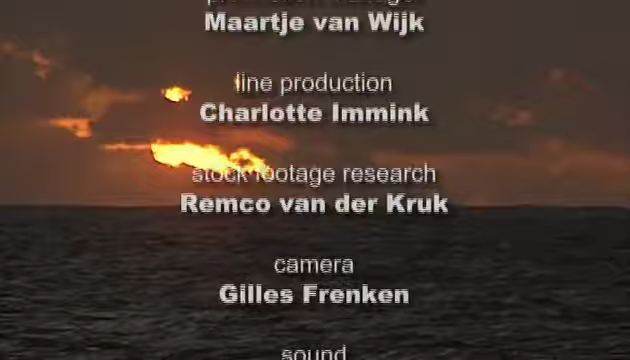 Maartje van Wijk
line production
Charlotte Immink
stock footage research
Remco van der Kruk
camera
Gilles Frenken
sound